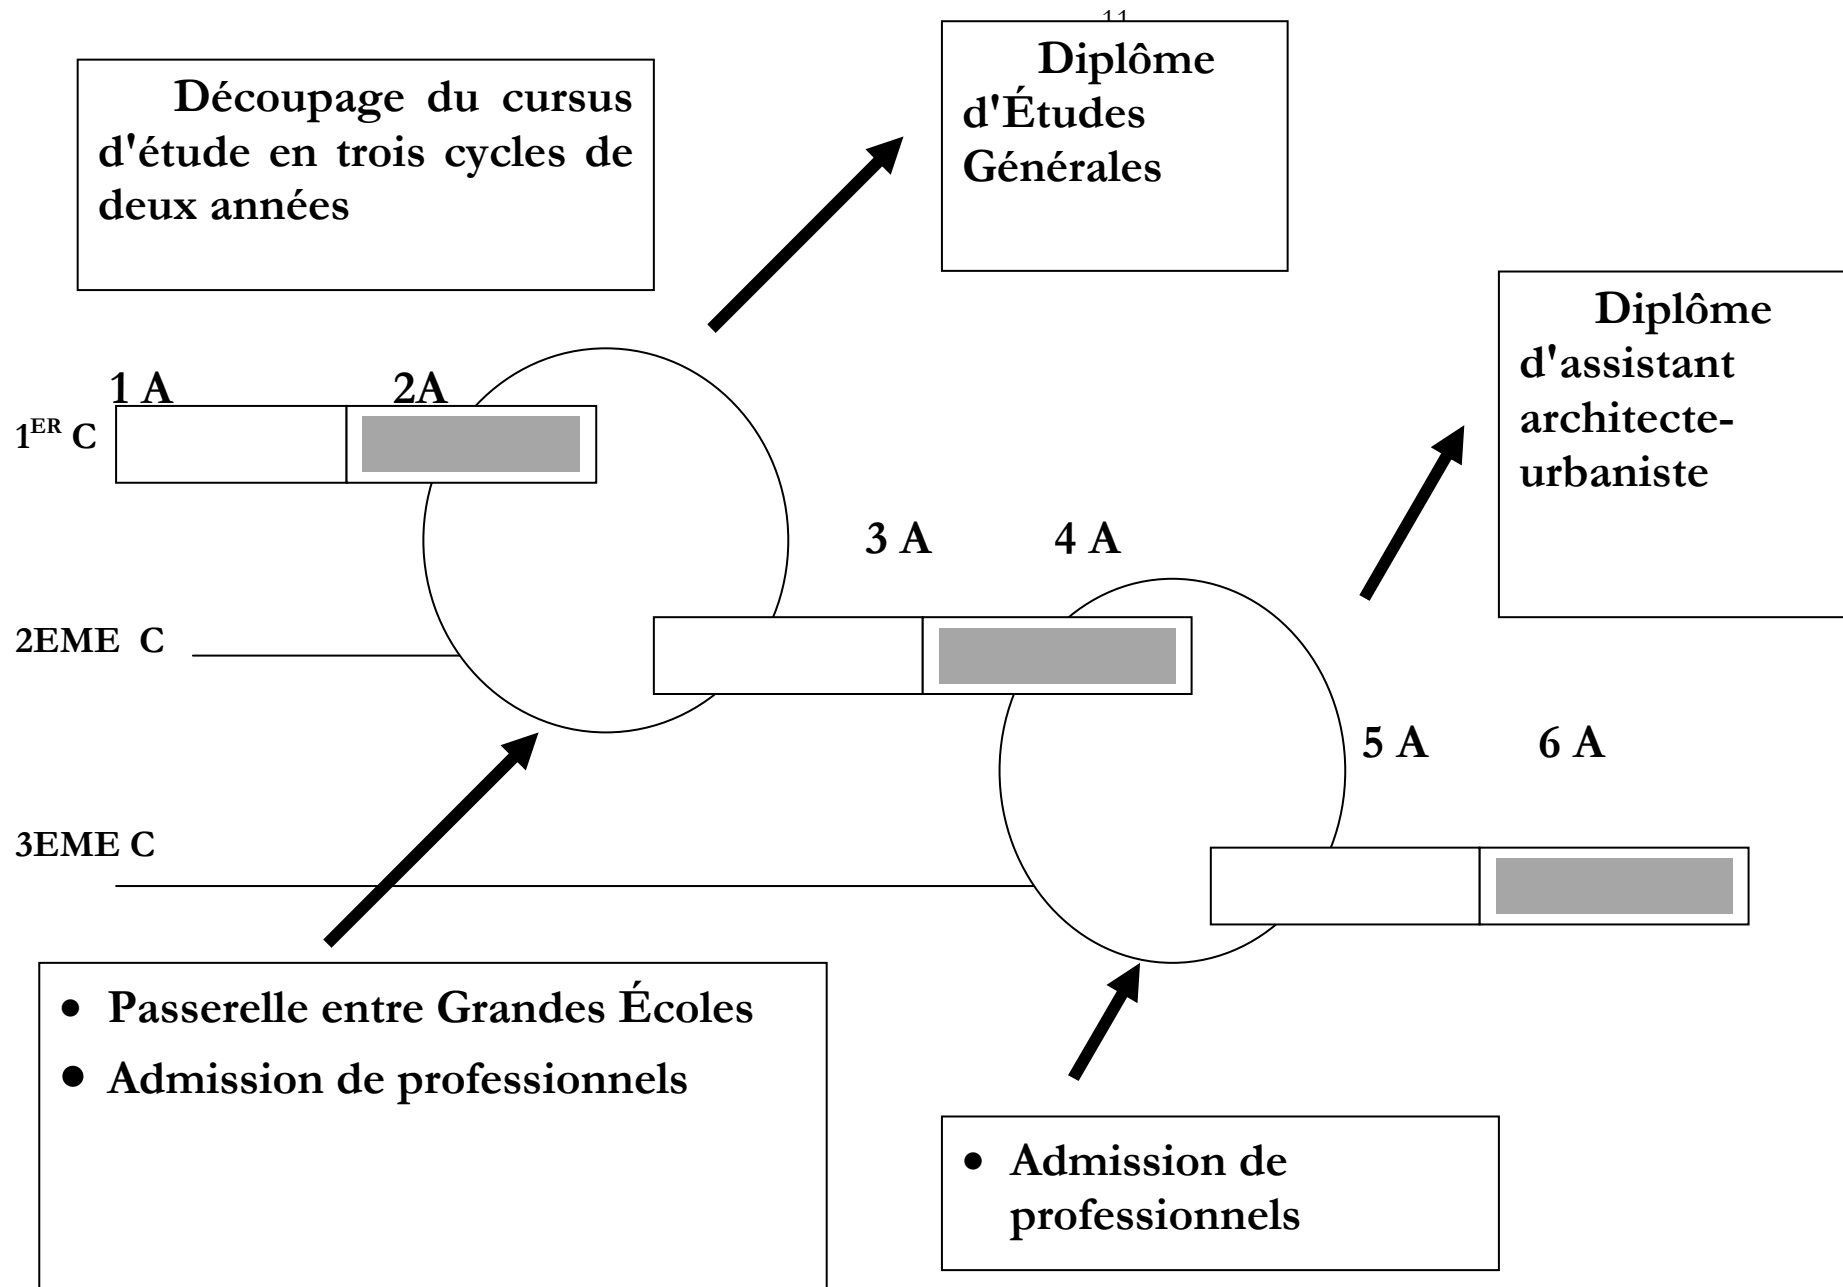 11
Découpage du cursus
d'étude en trois cycles de
deux années
Diplôme
d'Études
Générales
Diplôme
d'assistant
architecte-
urbaniste
1 A
2A
1ER C
3 A
4 A
2EME C
5 A
6 A
3EME C
• Passerelle entre Grandes Écoles
• Admission de professionnels
• Admission de
professionnels